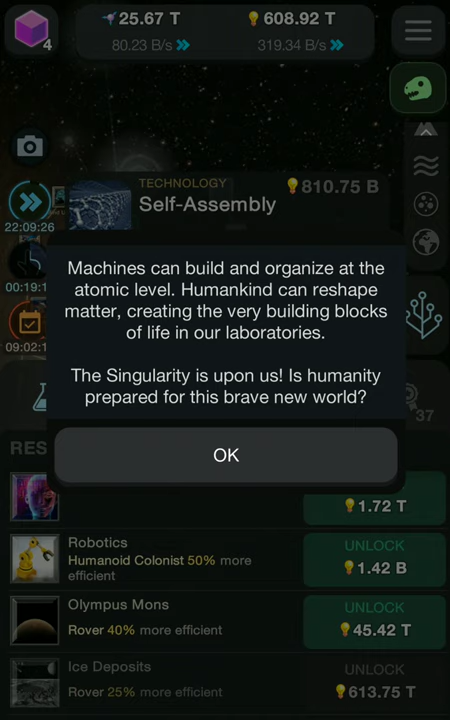 25.67 T
608.92 T
80.23 B/s
319.34 B/s
4
TECHNOLOGY
810.75 B
Self-Assembly
22:09:26
Machines can build and organize at the
atomic level. Humankind can reshape
matter, creating the very building blocks
of life in our laboratories.
The Singularity is upon us! Is humanity
prepared for this brave new world?
00:19:1
09:02:1
37
OK
RES
1.72 T
Robotics
Humanoid Colonist 50% more
efficient
UNLOCK
1.42 B
Olympus Mons
Rover 40% more efficient
UNLOCK
45.42 T
Ice Deposits
Rover 25% more efficient
UNLOCK
613.75 T